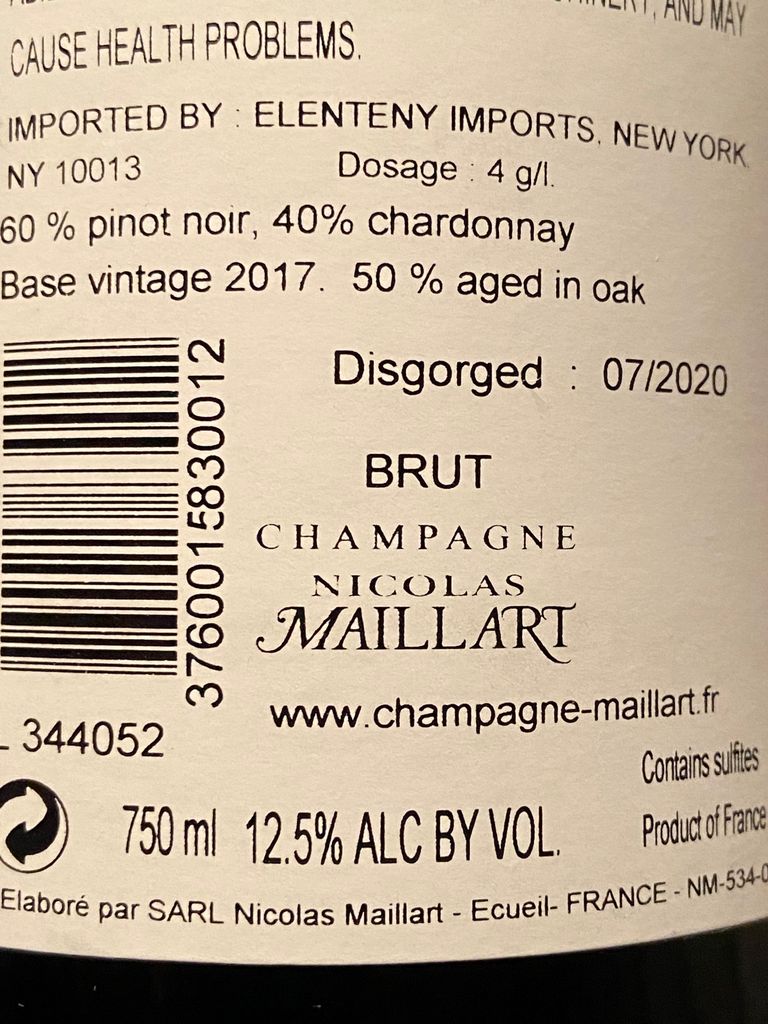 AND MAY
CAUSE HEALTH PROBLEMS.
IMPORTED BY : ELENTENY IMPORTS, NEW YORK
NY 10013
Dosage : 4 g/l.
60 % pinot noir, 40% chardonnay
Base vintage 2017. 50 % aged in oak
3760015830012
Disgorged : 07/2020
BRUT
CHAMPAGNE
NICOLAS
MAILLART
www.champagne-maillart.fr
344052
Contains sulfites
750 ml 12.5% ALC BY VOL.
Product of France
Elaboré par SARL Nicolas Maillart - Ecueil- FRANCE - NM-534-